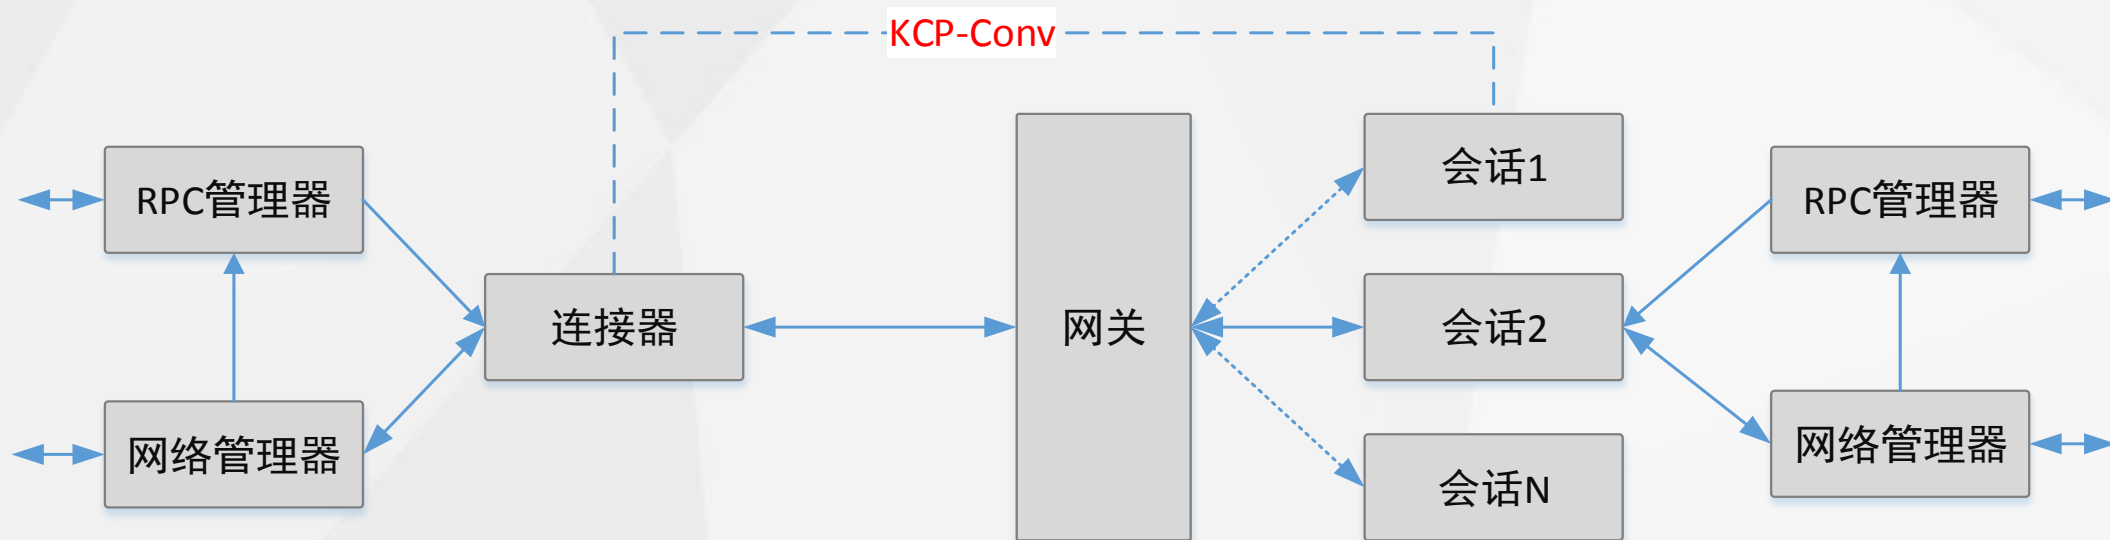 KCP-Conv
RPC管理器
网络管理器
连接器
网关
会话1
会话2
会话N
RPC管理器
网络管理器